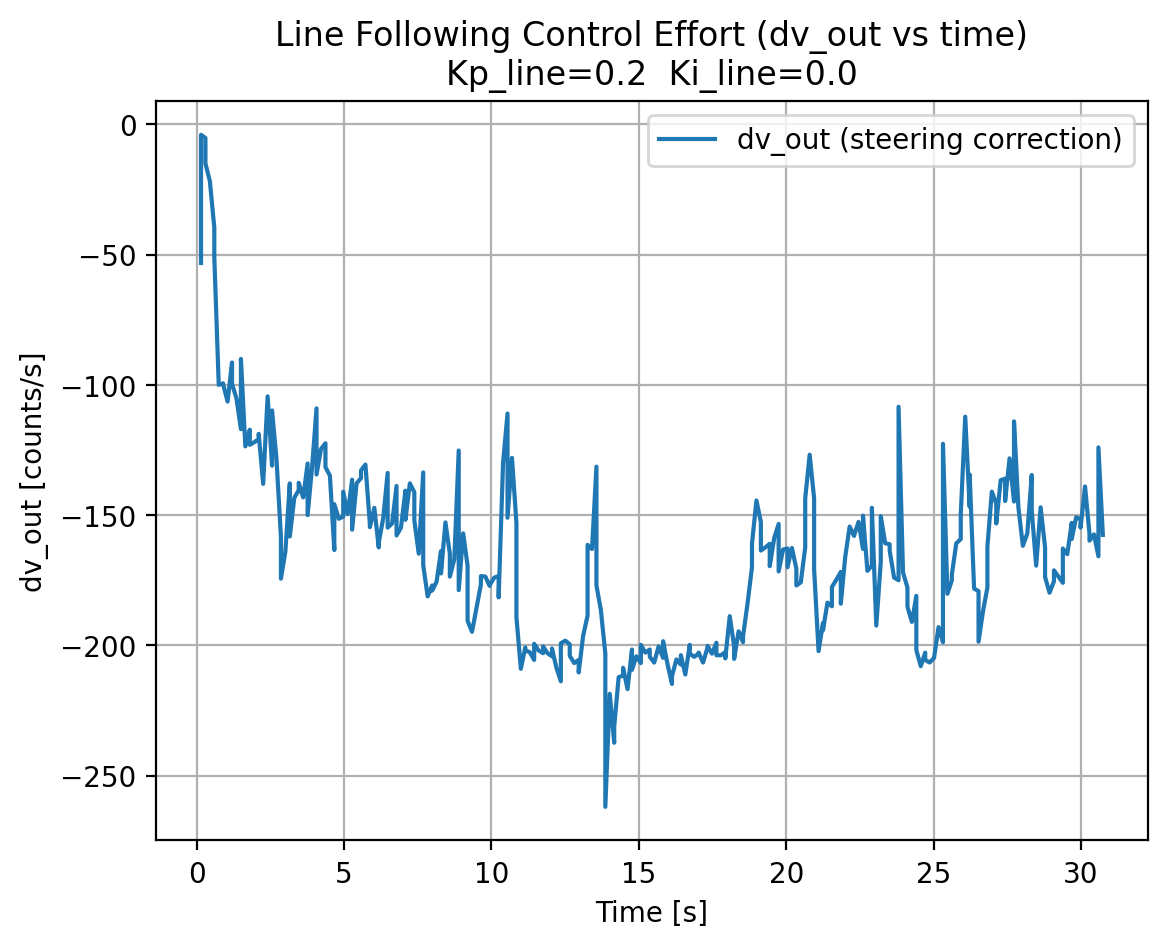 Line Following Control Effort (dv_out vs time)
Kp_line=0.2  Ki_line=0.0
dv_out (steering correction)
dv_out [counts/s]
0
−50
−100
−150
−200
−250
0 5 10 15 20 25 30
Time [s]